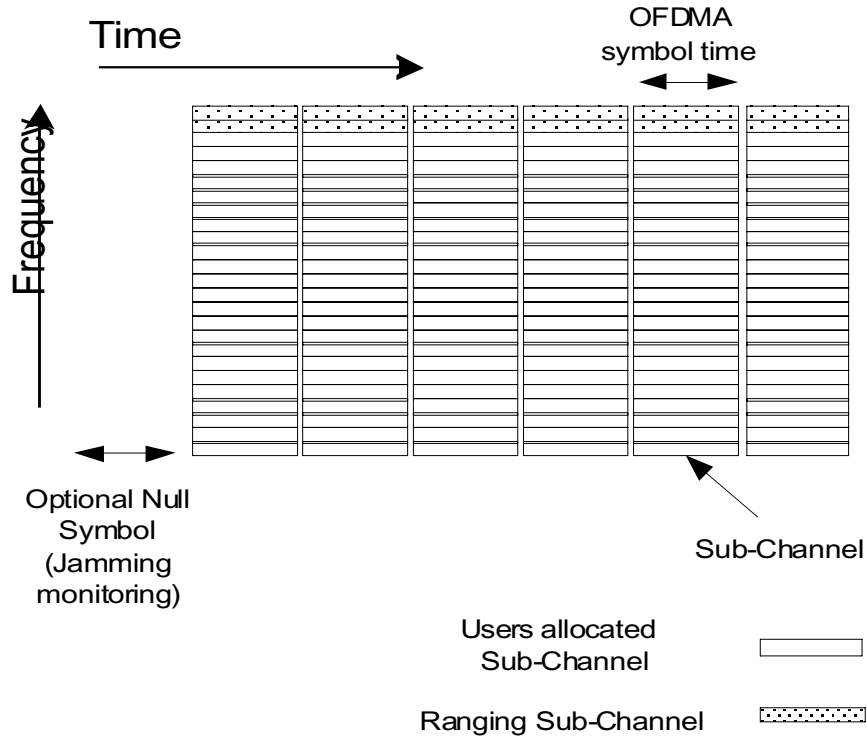 Time
OFDMA
symbol time
Frequency
Optional Null
Symbol
(Jamming
monitoring)
Sub-Channel
Users allocated
Sub-Channel
Ranging Sub-Channel